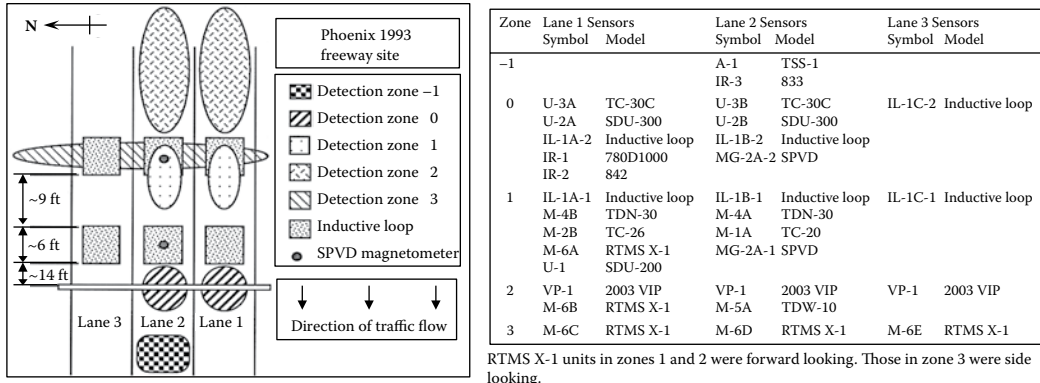 N
Phoenix 1993
freeway site
Detection zone −1
Detection zone 0
Detection zone 1
Detection zone 2
Detection zone 3
Inductive loop
SPVD magnetometer
~9 ft
~6 ft
~14 ft
Lane 3 Lane 2 Lane 1
Direction of traffic flow
Zone Lane 1 Sensors Lane 2 Sensors Lane 3 Sensors
Symbol Model Symbol Model Symbol Model
−1 A-1 TSS-1
IR-3 833
0 U-3A TC-30C U-3B TC-30C IL-1C-2 Inductive loop
U-2A SDU-300 U-2B SDU-300
IL-1A-2 Inductive loop IL-1B-2 Inductive loop
IR-1 780D1000 MG-2A-2 SPVD
IR-2 842
1 IL-1A-1 Inductive loop IL-1B-1 Inductive loop IL-1C-1 Inductive loop
M-4B TDN-30 M-4A TDN-30
M-2B TC-26 M-1A TC-20
M-6A RTMS X-1 MG-2A-1 SPVD
U-1 SDU-200
2 VP-1 2003 VIP VP-1 2003 VIP VP-1 2003 VIP
M-6B RTMS X-1 M-5A TDW-10
3 M-6C RTMS X-1 M-6D RTMS X-1 M-6E RTMS X-1
RTMS X-1 units in zones 1 and 2 were forward looking. Those in zone 3 were side
looking.